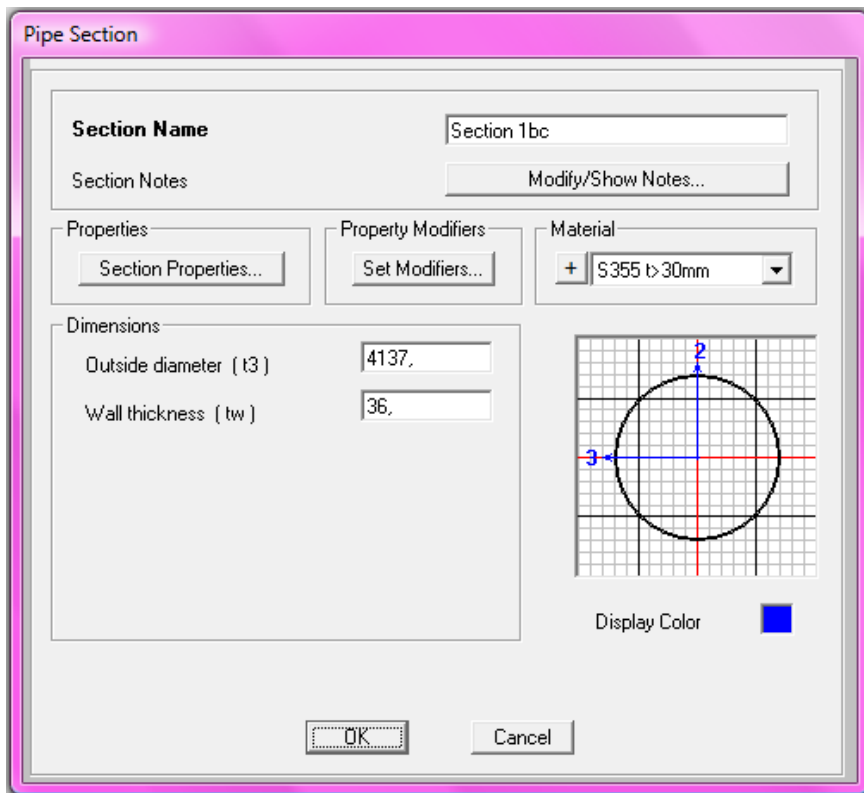 Pipe Section
Section Name
Section 1bc
Section Notes
Modify/Show Notes...
Properties
Section Properties...
Property Modifiers
Set Modifiers...
Material
+
S355 t>30mm
Dimensions
Outside diameter ( t3 )
4137,
Wall thickness ( tw )
36,
2
3
Display Color
OK
Cancel